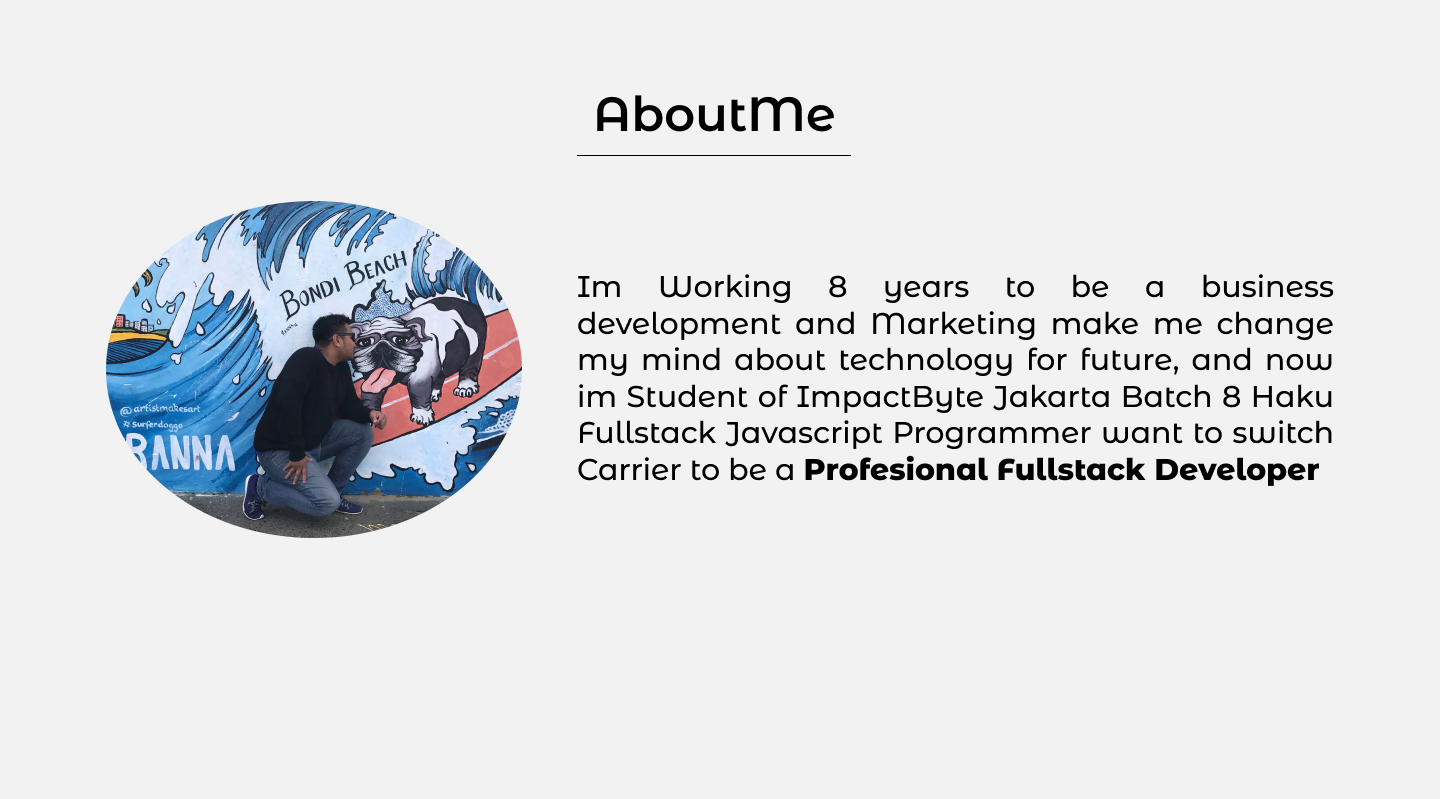 AboutMe
BONDI BEACH
Im Working 8 years to be a business
development and Marketing make me change
my mind about technology for future, and now
im Student of ImpactByte Jakarta Batch 8 Haku
@artistmakesart
surferdoggo
BANNA
Fullstack Javascript Programmer want to switch
Carrier to be a Profesional Fullstack Developer